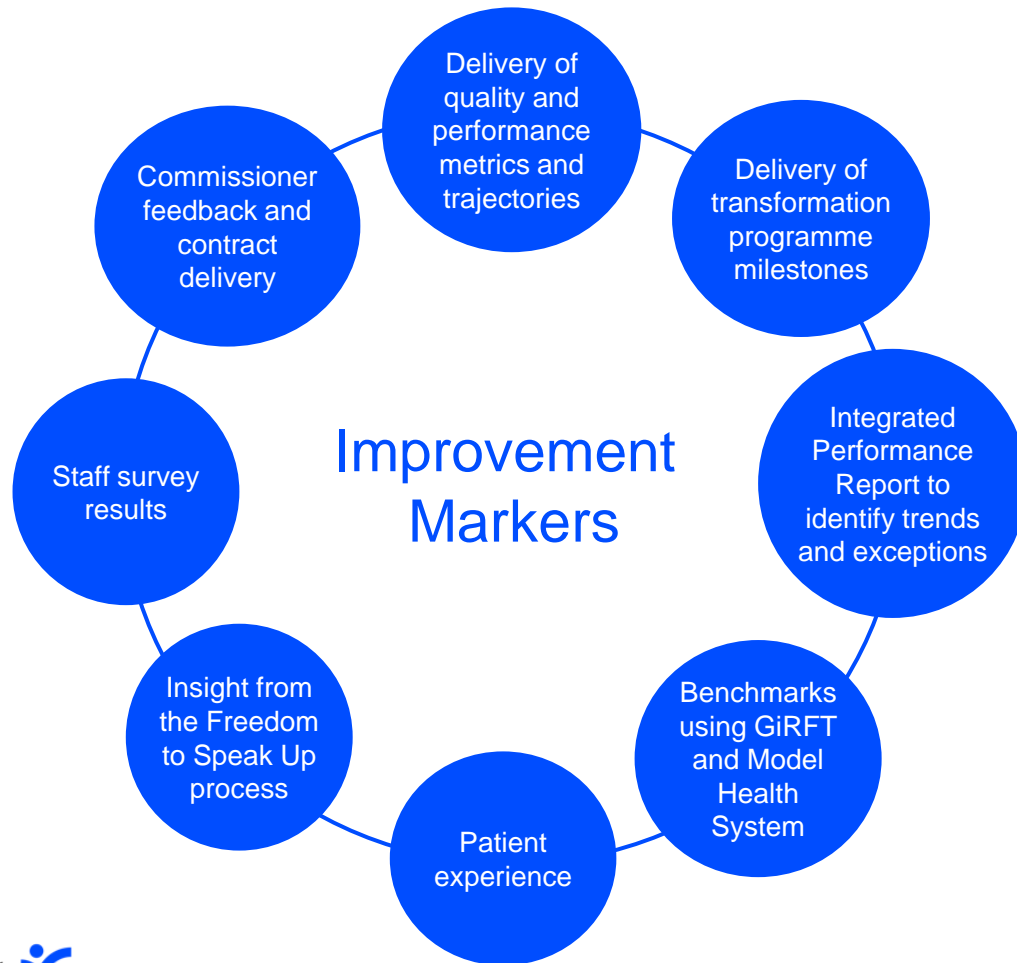 Delivery of
quality and
performance
metrics and
trajectories
Delivery of
transformation
programme
milestones
Integrated
Performance
Report to
identify trends
and exceptions
Benchmarks
using GiRFT
and Model
Health
System
Patient
experience
Insight from
the Freedom
to Speak Up
process
Staff survey
results
Commissioner
feedback and
contract
delivery
Improvement
Markers